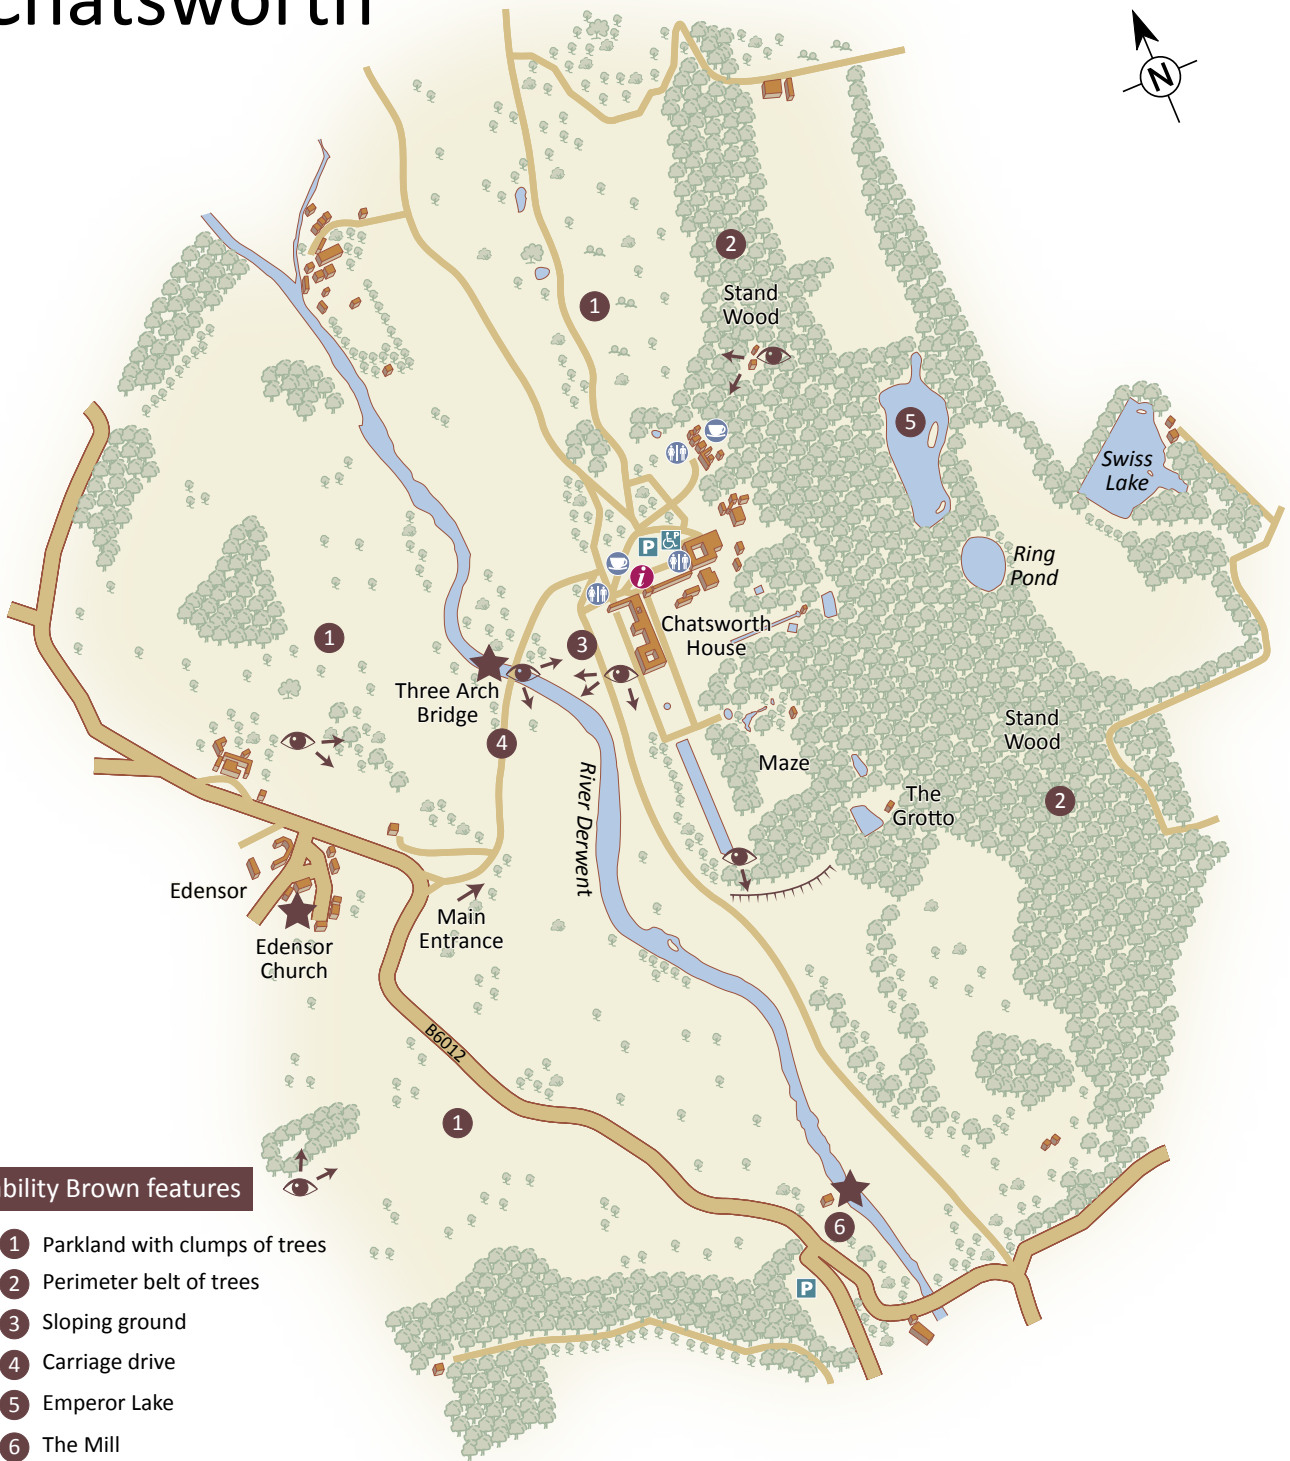 Chatsworth
N
2
Stand
Wood
1
5
Swiss
Lake
Ring
Pond
P
P
i
Chatsworth
House
1
3
Three Arch
Bridge
4
River Derwent
Maze
Stand
Wood
The
Grotto
2
Edensor
Main
Entrance
Edensor
Church
B6012
1
6
P
ability Brown features
1 Parkland with clumps of trees
2 Perimeter belt of trees
3 Sloping ground
4 Carriage drive
5 Emperor Lake
6 The Mill